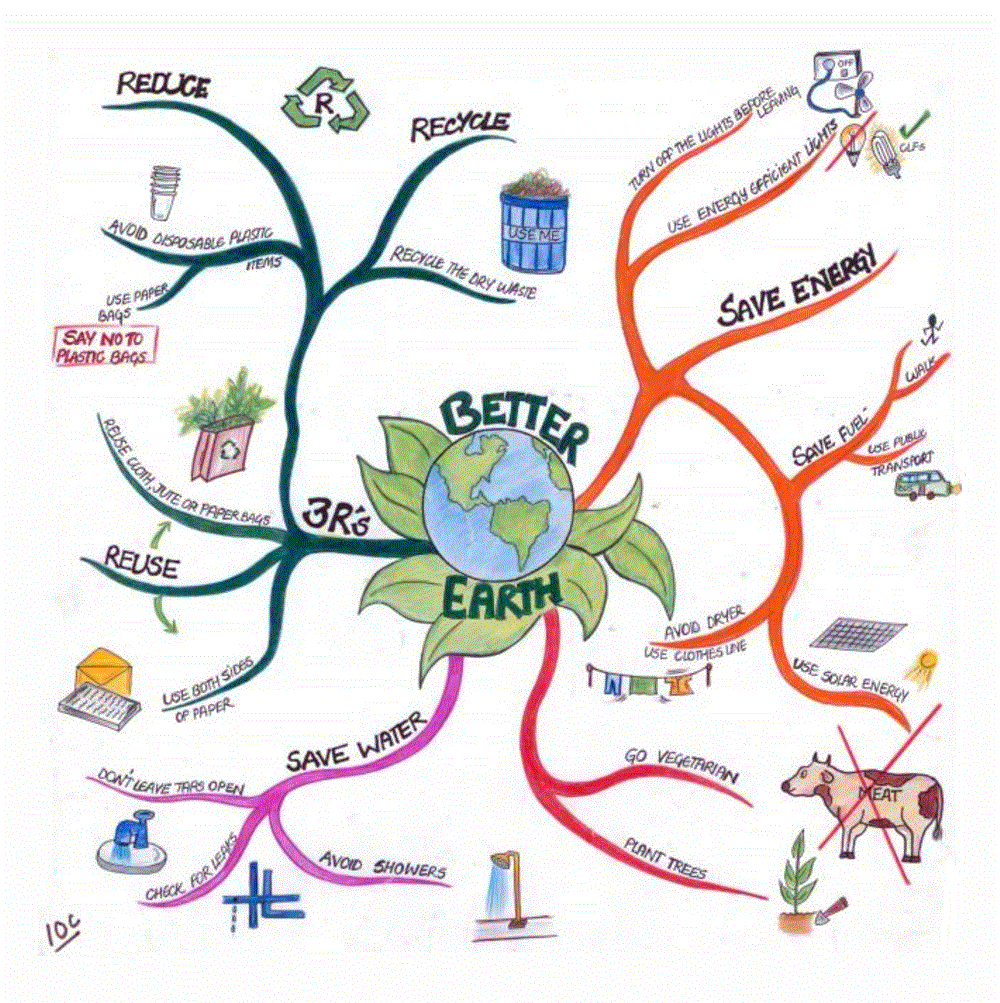 REDUCE
R
RECYCLE
AVOID DISPOSABLE PLASTIC
ITEMS
USE PAPER
BAGS
SAY NO TO
PLASTIC BAGS
RECYCLE THE DRY WASTE
USE ME
TURN OFF THE LIGHTS BEFORE
LEAVING
OFF
USE ENERGY EFFICIENT LIGHTS
CLFS
SAVE ENERGY
SAVE FUEL
WALK
USE PUBLIC
TRANSPORT
AVOID DRYER
USE CLOTHES LINE
USE SOLAR ENERGY
BETTER
EARTH
3R's
REUSE CLOTH, JUTE OR PAPER BAGS
REUSE
USE BOTH SIDES
OF PAPER
SAVE WATER
DON'T LEAVE TAPS OPEN
CHECK FOR LEAKS
AVOID SHOWERS
GO VEGETARIAN
MEAT
PLANT TREES
10C